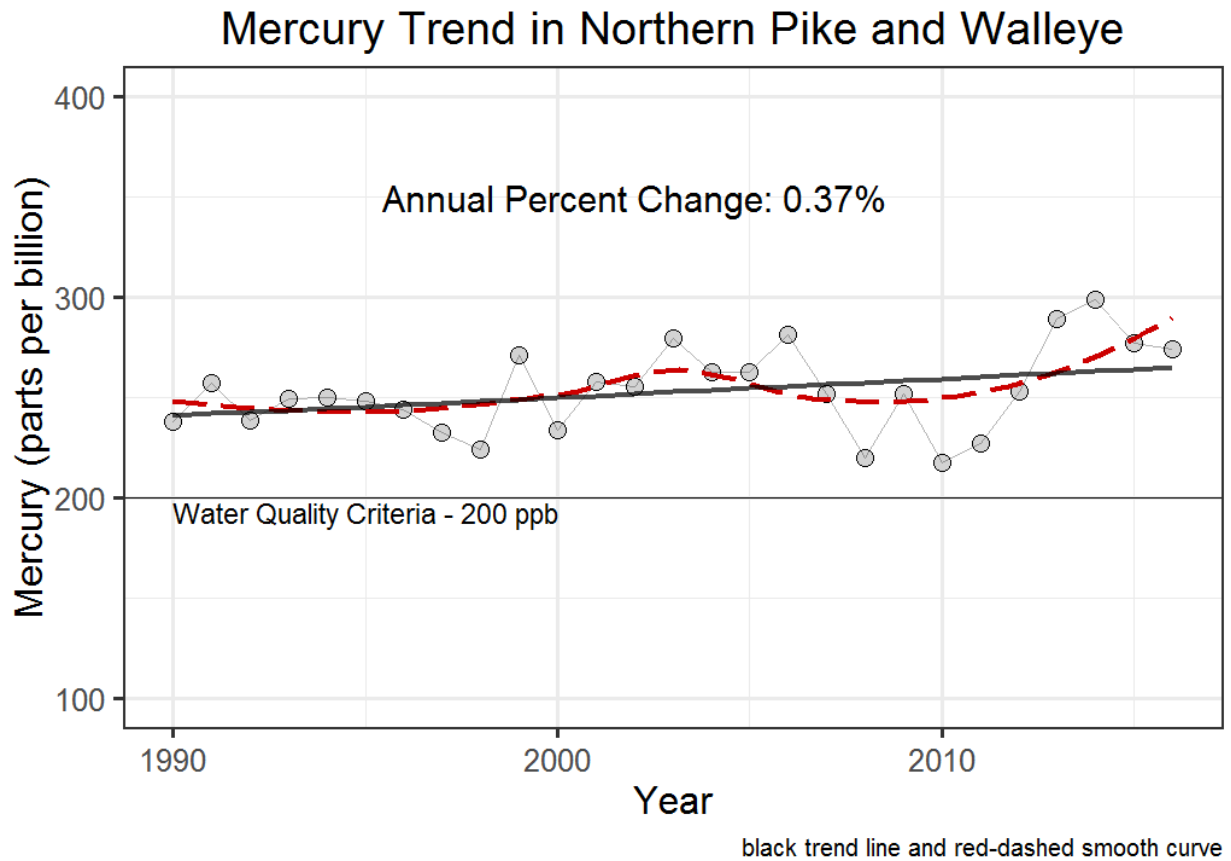 Mercury Trend in Northern Pike and Walleye
400
Annual Percent Change: 0.37%
300
Mercury (parts per billion)
200
Water Quality Criteria - 200 ppb
100
1990 2000 2010
Year
black trend line and red-dashed smooth curve